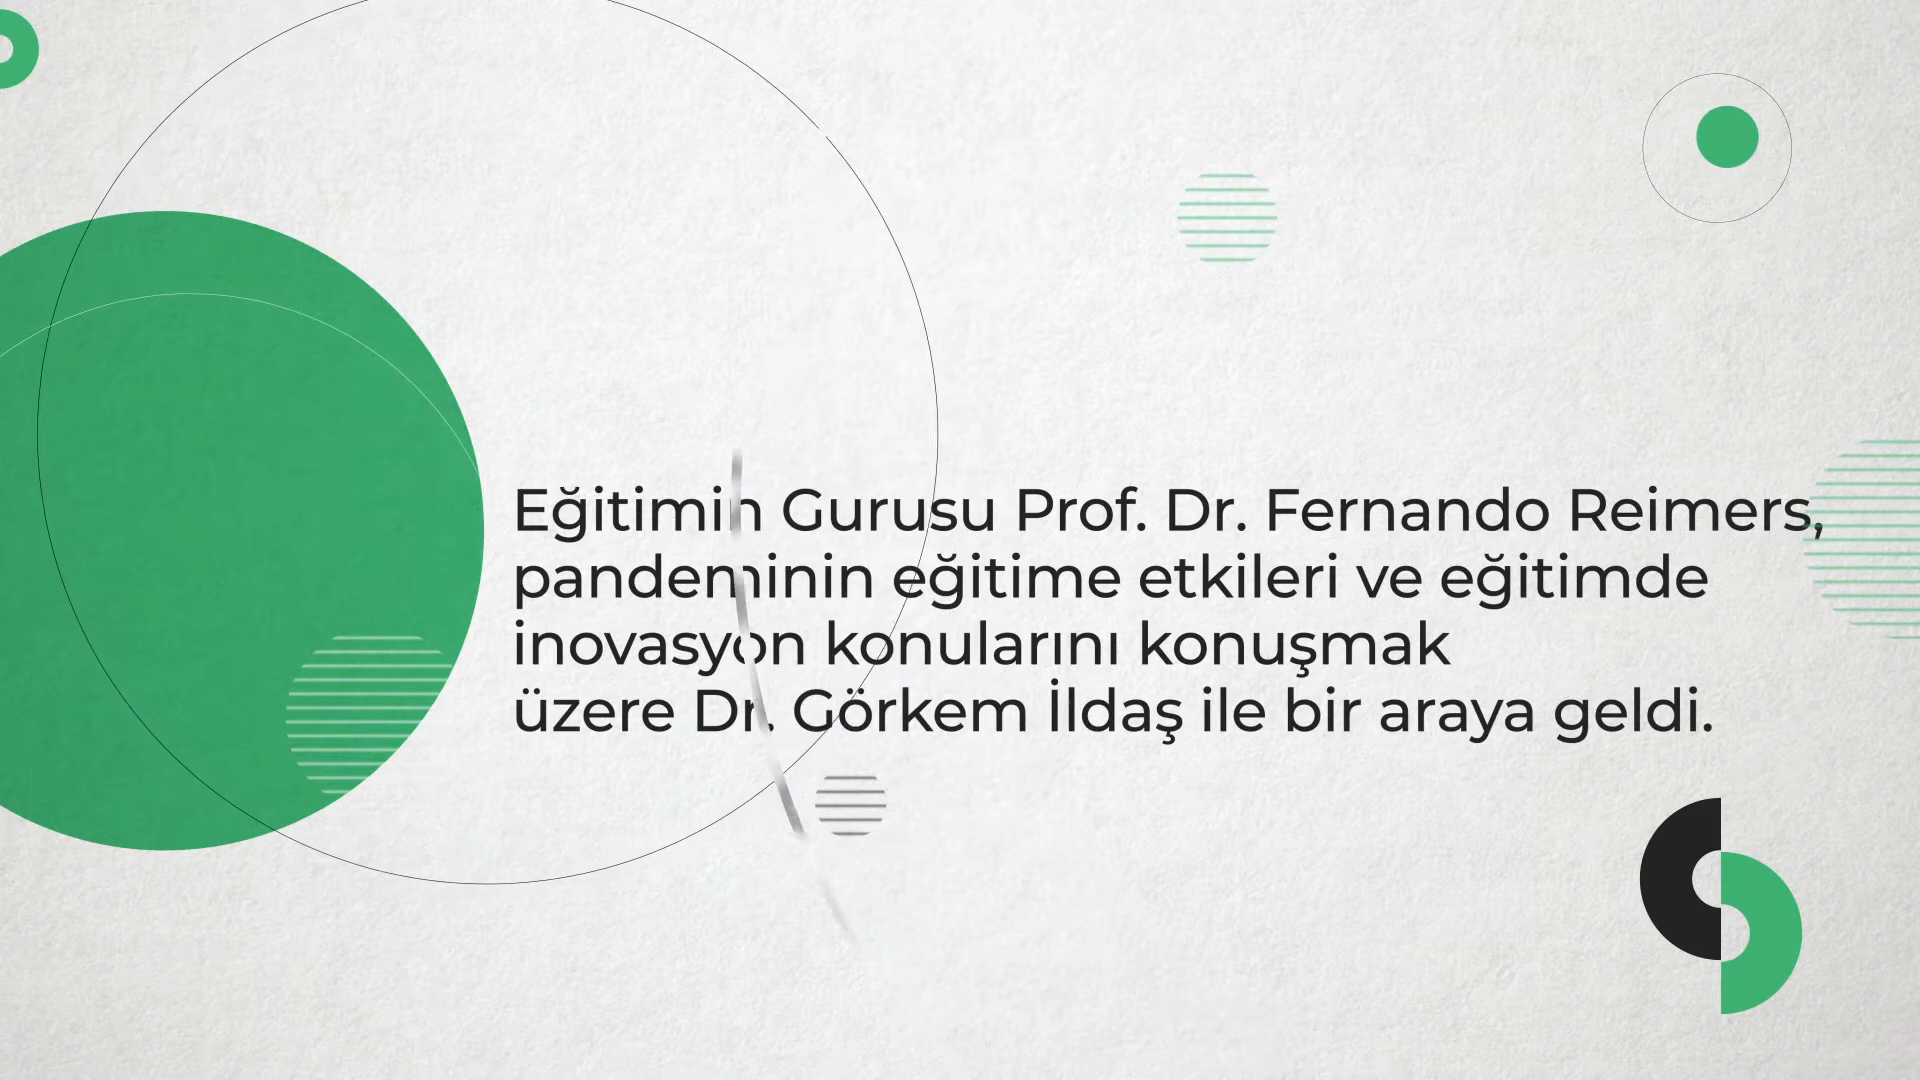 Eğitimin Gurusu Prof. Dr. Fernando Reimers,
pandeminin eğitime etkileri ve eğitimde
inovasyon konularını konuşmak
üzere Dr. Görkem İldaş ile bir araya geldi.